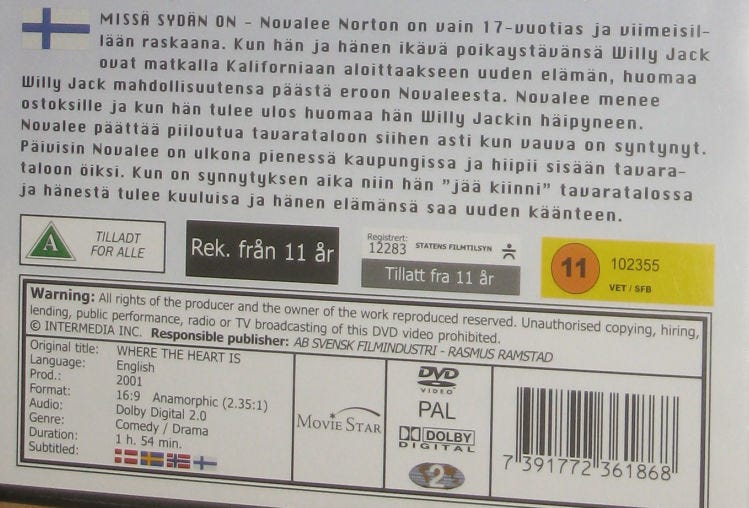 MISSÄ SYDÄN ON - Novalee Norton on vain 17-vuotias ja viimeisil-
lään raskaana. Kun hän ja hänen ikävä poikaystävänsä Willy Jack
ovat matkalla Kaliforniaan aloittaakseen uuden elämän, huomaa
Willy Jack mahdollisuutensa päästä eroon Novaleesta. Novalee menee
ostoksille ja kun hän tulee ulos huomaa hän Willy Jackin häipyneen.
Novalee päättää piiloutua tavarataloon siihen asti kun vauva on syntynyt.
Päivisin Novalee on ulkona pienessä kaupungissa ja hiipii sisään tavara-
taloon öiksi. Kun on synnytyksen aika niin hän "jää kiinni" tavaratalossa
ja hänestä tulee kuuluisa ja hänen elämänsä saa uuden käänteen.
A TILLADT
FOR ALLE
Rek. från 11 år
Registrert:
12283 STATENS FILMTILSYN
Tillatt fra 11 år
11 102355
VET / SFB
Warning: All rights of the producer and the owner of the work reproduced reserved. Unauthorised copying, hiring,
lending, public performance, radio or TV broadcasting of this DVD video prohibited.
© INTERMEDIA INC. Responsible publisher: AB SVENSK FILMINDUSTRI - RASMUS RAMSTAD
Original title: WHERE THE HEART IS
Language: English
Prod.: 2001
Format: 16:9 Anamorphic (2.35:1)
Audio: Dolby Digital 2.0
Genre: Comedy / Drama
Duration: 1 h. 54 min.
Subtitled:
MOVIE STAR
DVD
VIDEO
PAL
DOLBY
DIGITAL
2
7 391772 361868